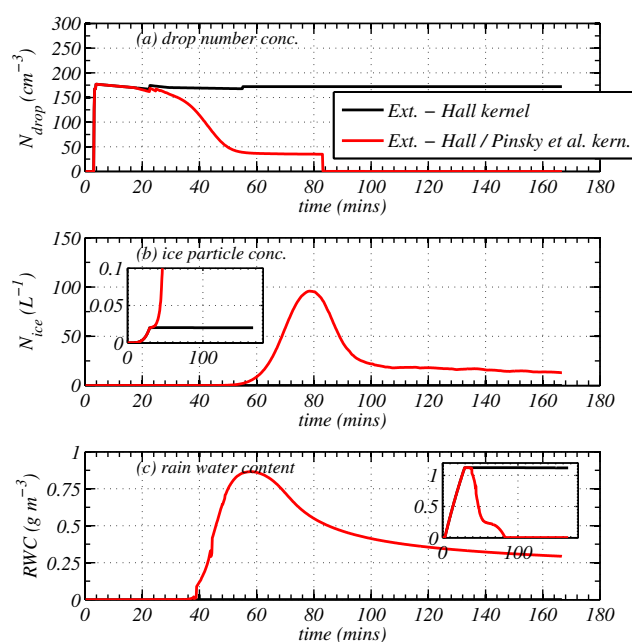 (a) drop number conc.
N_drop (cm⁻³)
300
250
200
150
100
50
0
Ext. − Hall kernel
Ext. − Hall / Pinsky et al. kern.
0 20 40 60 80 100 120 140 160 180
time (mins)
(b) ice particle conc.
N_ice (L⁻¹)
150
100
50
0
0.1
0.05
0
0 100
0 20 40 60 80 100 120 140 160 180
time (mins)
(c) rain water content
RWC (g m⁻³)
1
0.75
0.5
0.25
0
1
0.5
0
0 100
0 20 40 60 80 100 120 140 160 180
time (mins)